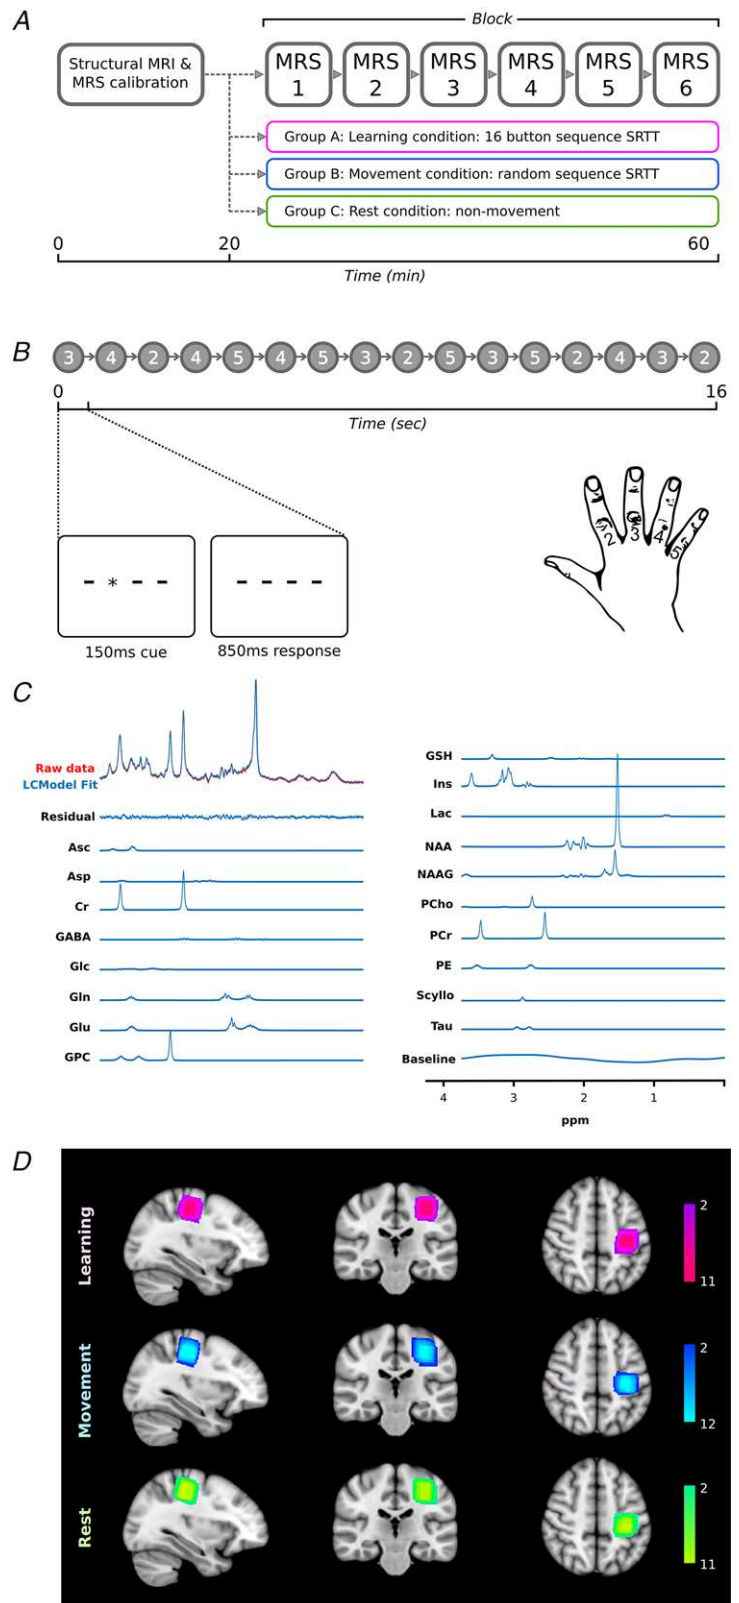 A
Block
Structural MRI &
MRS calibration
MRS
1
MRS
2
MRS
3
MRS
4
MRS
5
MRS
6
Group A: Learning condition: 16 button sequence SRTT
Group B: Movement condition: random sequence SRTT
Group C: Rest condition: non-movement
0 20 60
Time (min)
B
3 4 2 4 5 4 5 3 2 5 3 5 2 4 3 2
0 16
Time (sec)
- * - -
- - - -
150ms cue
850ms response
2 3 4 5
C
Raw data
LCModel Fit
Residual
Asc
Asp
Cr
GABA
Glc
Gln
Glu
GPC
GSH
Ins
Lac
NAA
NAAG
PCho
PCr
PE
Scyllo
Tau
Baseline
4 3 2 1
ppm
D
Learning
2
11
Movement
2
12
Rest
2
11